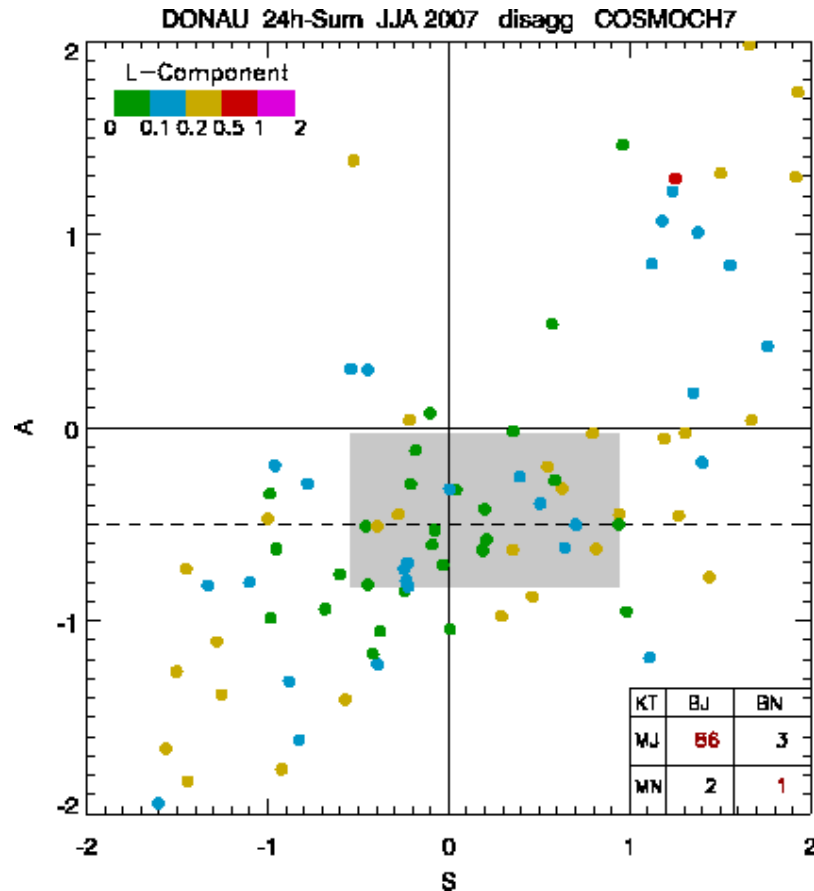 DONAU 24h-Sum JJA 2007 disagg COSMOCH7
L-Component
0 0.1 0.2 0.5 1 2
2
1
0
-1
-2
A
-2 -1 0 1 2
S
KT BJ BN
MJ 86 3
MN 2 1